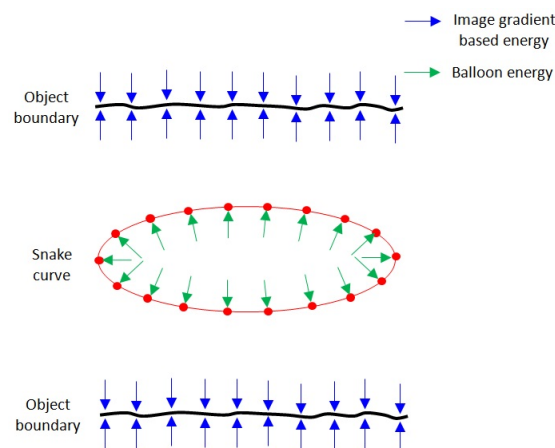 Image gradient
based energy
Balloon energy
Object
boundary
Snake
curve
Object
boundary